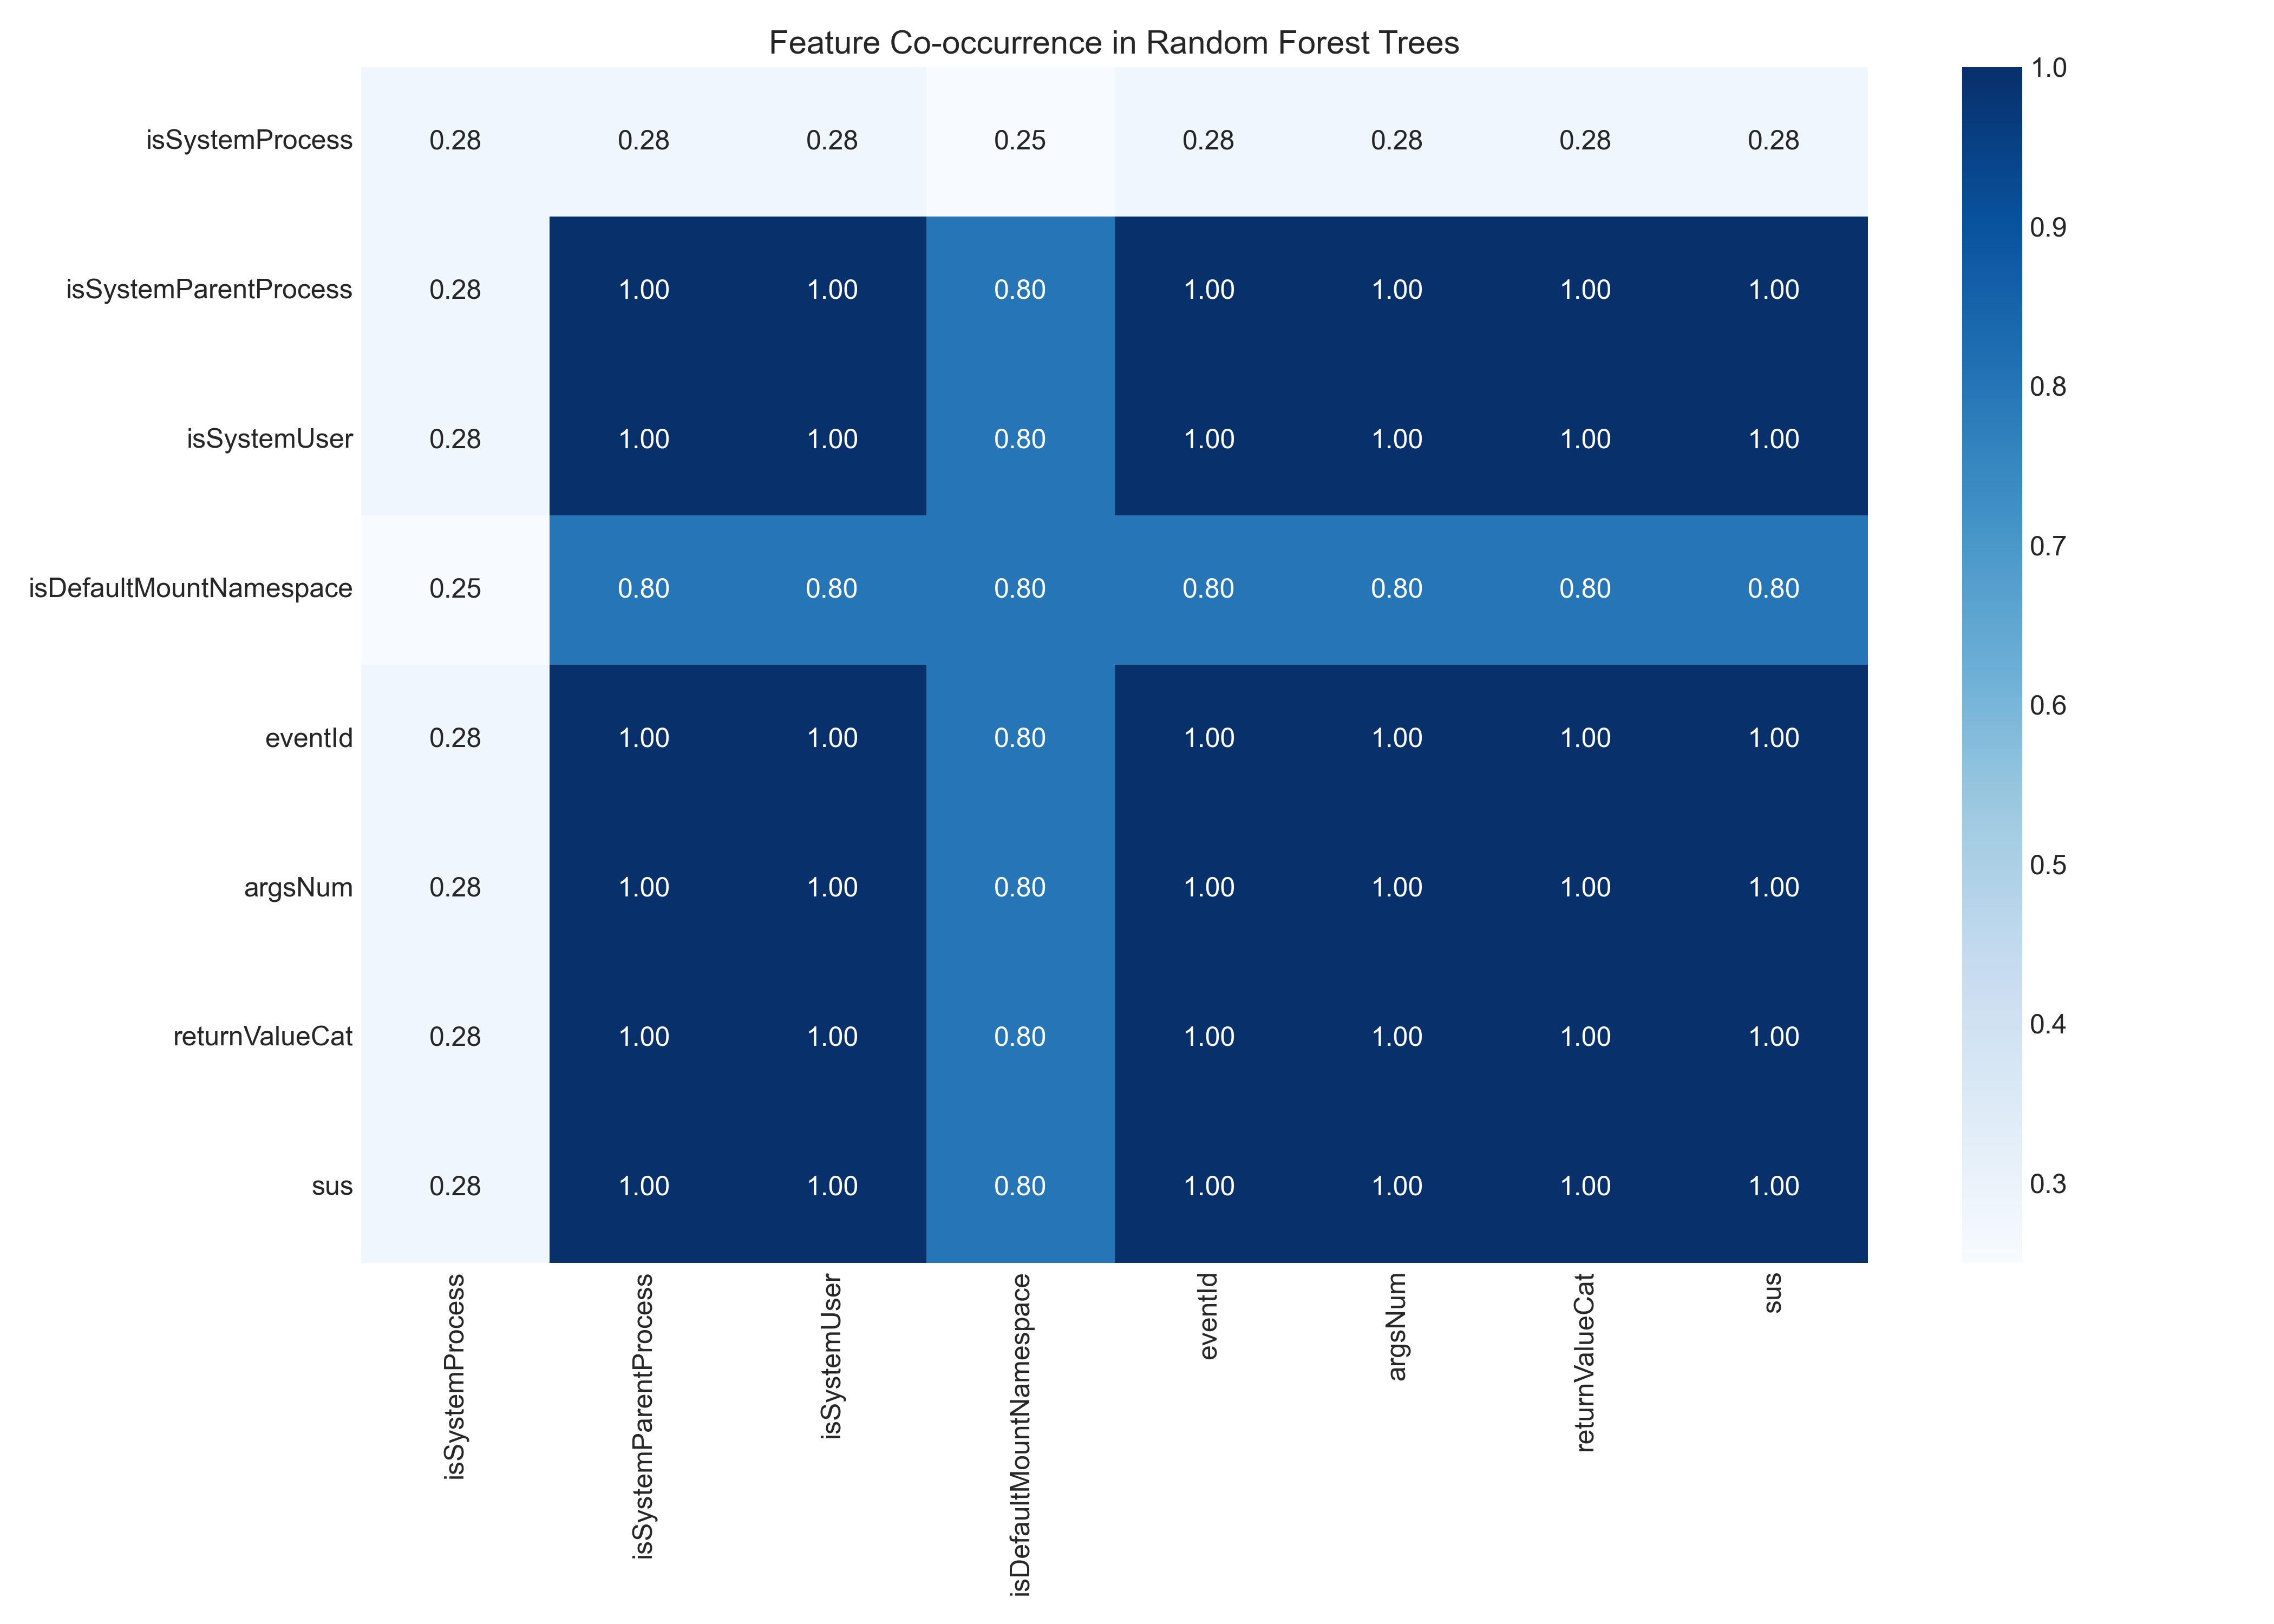 Feature Co-occurrence in Random Forest Trees
isSystemProcess 0.28 0.28 0.28 0.25 0.28 0.28 0.28 0.28
isSystemParentProcess 0.28 1.00 1.00 0.80 1.00 1.00 1.00 1.00
isSystemUser 0.28 1.00 1.00 0.80 1.00 1.00 1.00 1.00
isDefaultMountNamespace 0.25 0.80 0.80 0.80 0.80 0.80 0.80 0.80
eventId 0.28 1.00 1.00 0.80 1.00 1.00 1.00 1.00
argsNum 0.28 1.00 1.00 0.80 1.00 1.00 1.00 1.00
returnValueCat 0.28 1.00 1.00 0.80 1.00 1.00 1.00 1.00
sus 0.28 1.00 1.00 0.80 1.00 1.00 1.00 1.00
isSystemProcess
isSystemParentProcess
isSystemUser
isDefaultMountNamespace
eventId
argsNum
returnValueCat
sus
1.0
0.9
0.8
0.7
0.6
0.5
0.4
0.3